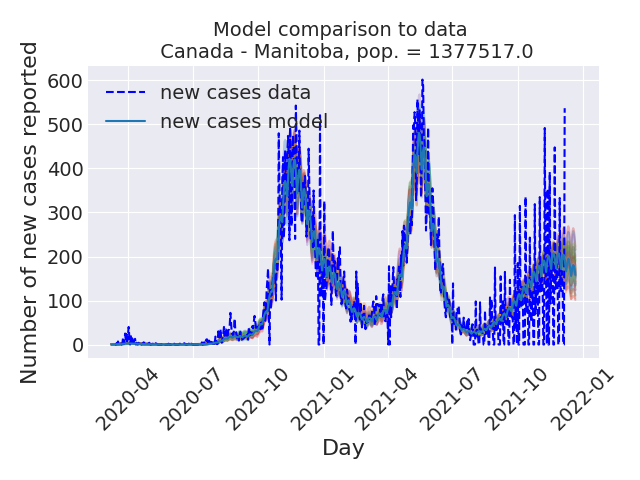 Model comparison to data
Canada - Manitoba, pop. = 1377517.0
Number of new cases reported
600
500
400
300
200
100
0
new cases data
new cases model
2020-04
2020-07
2020-10
2021-01
2021-04
2021-07
2021-10
2022-01
Day